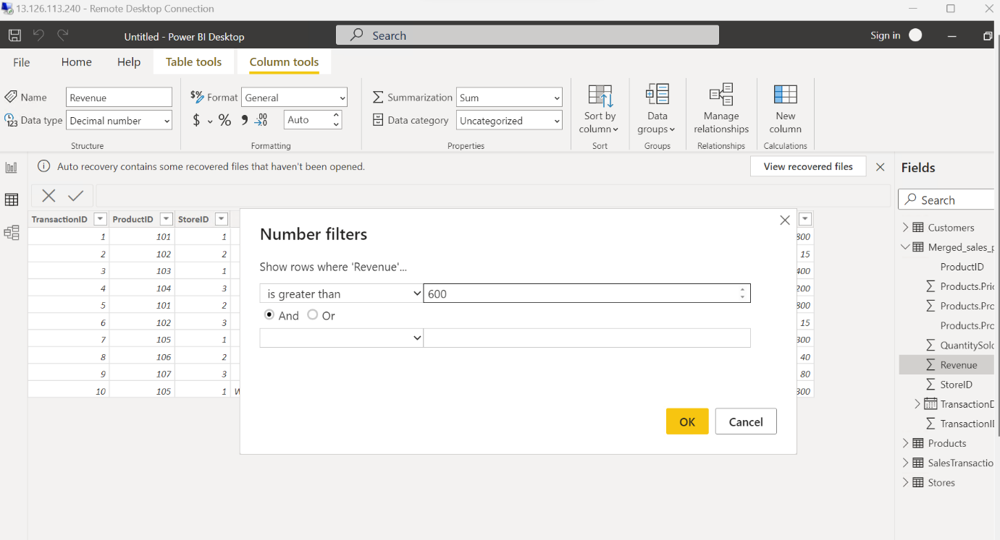 13.126.113.240 - Remote Desktop Connection
Untitled - Power BI Desktop
Search
Sign in
File Home Help Table tools Column tools
Name Revenue
Data type Decimal number
Structure
$% Format General
$ % 9 .00 →.0 Auto
Formatting
Summarization Sum
Data category Uncategorized
Properties
Sort by
column
Sort
Data
groups
Groups
Manage
relationships
Relationships
New
column
Calculations
Auto recovery contains some recovered files that haven't been opened.
View recovered files
TransactionID ProductID StoreID
1 101 1 300
2 102 2 15
3 103 1 400
4 104 3 200
5 101 2 300
6 102 3 15
7 105 1 300
8 106 2 40
9 107 3 80
10 105 1 W 300
Number filters
Show rows where 'Revenue'...
is greater than 600
And Or
OK Cancel
Fields
Search
Customers
Merged_sales_p
ProductID
Products.Pric
Products.Pro
Products.Pro
QuantitySold
Revenue
StoreID
TransactionD
TransactionID
Products
SalesTransactio
Stores